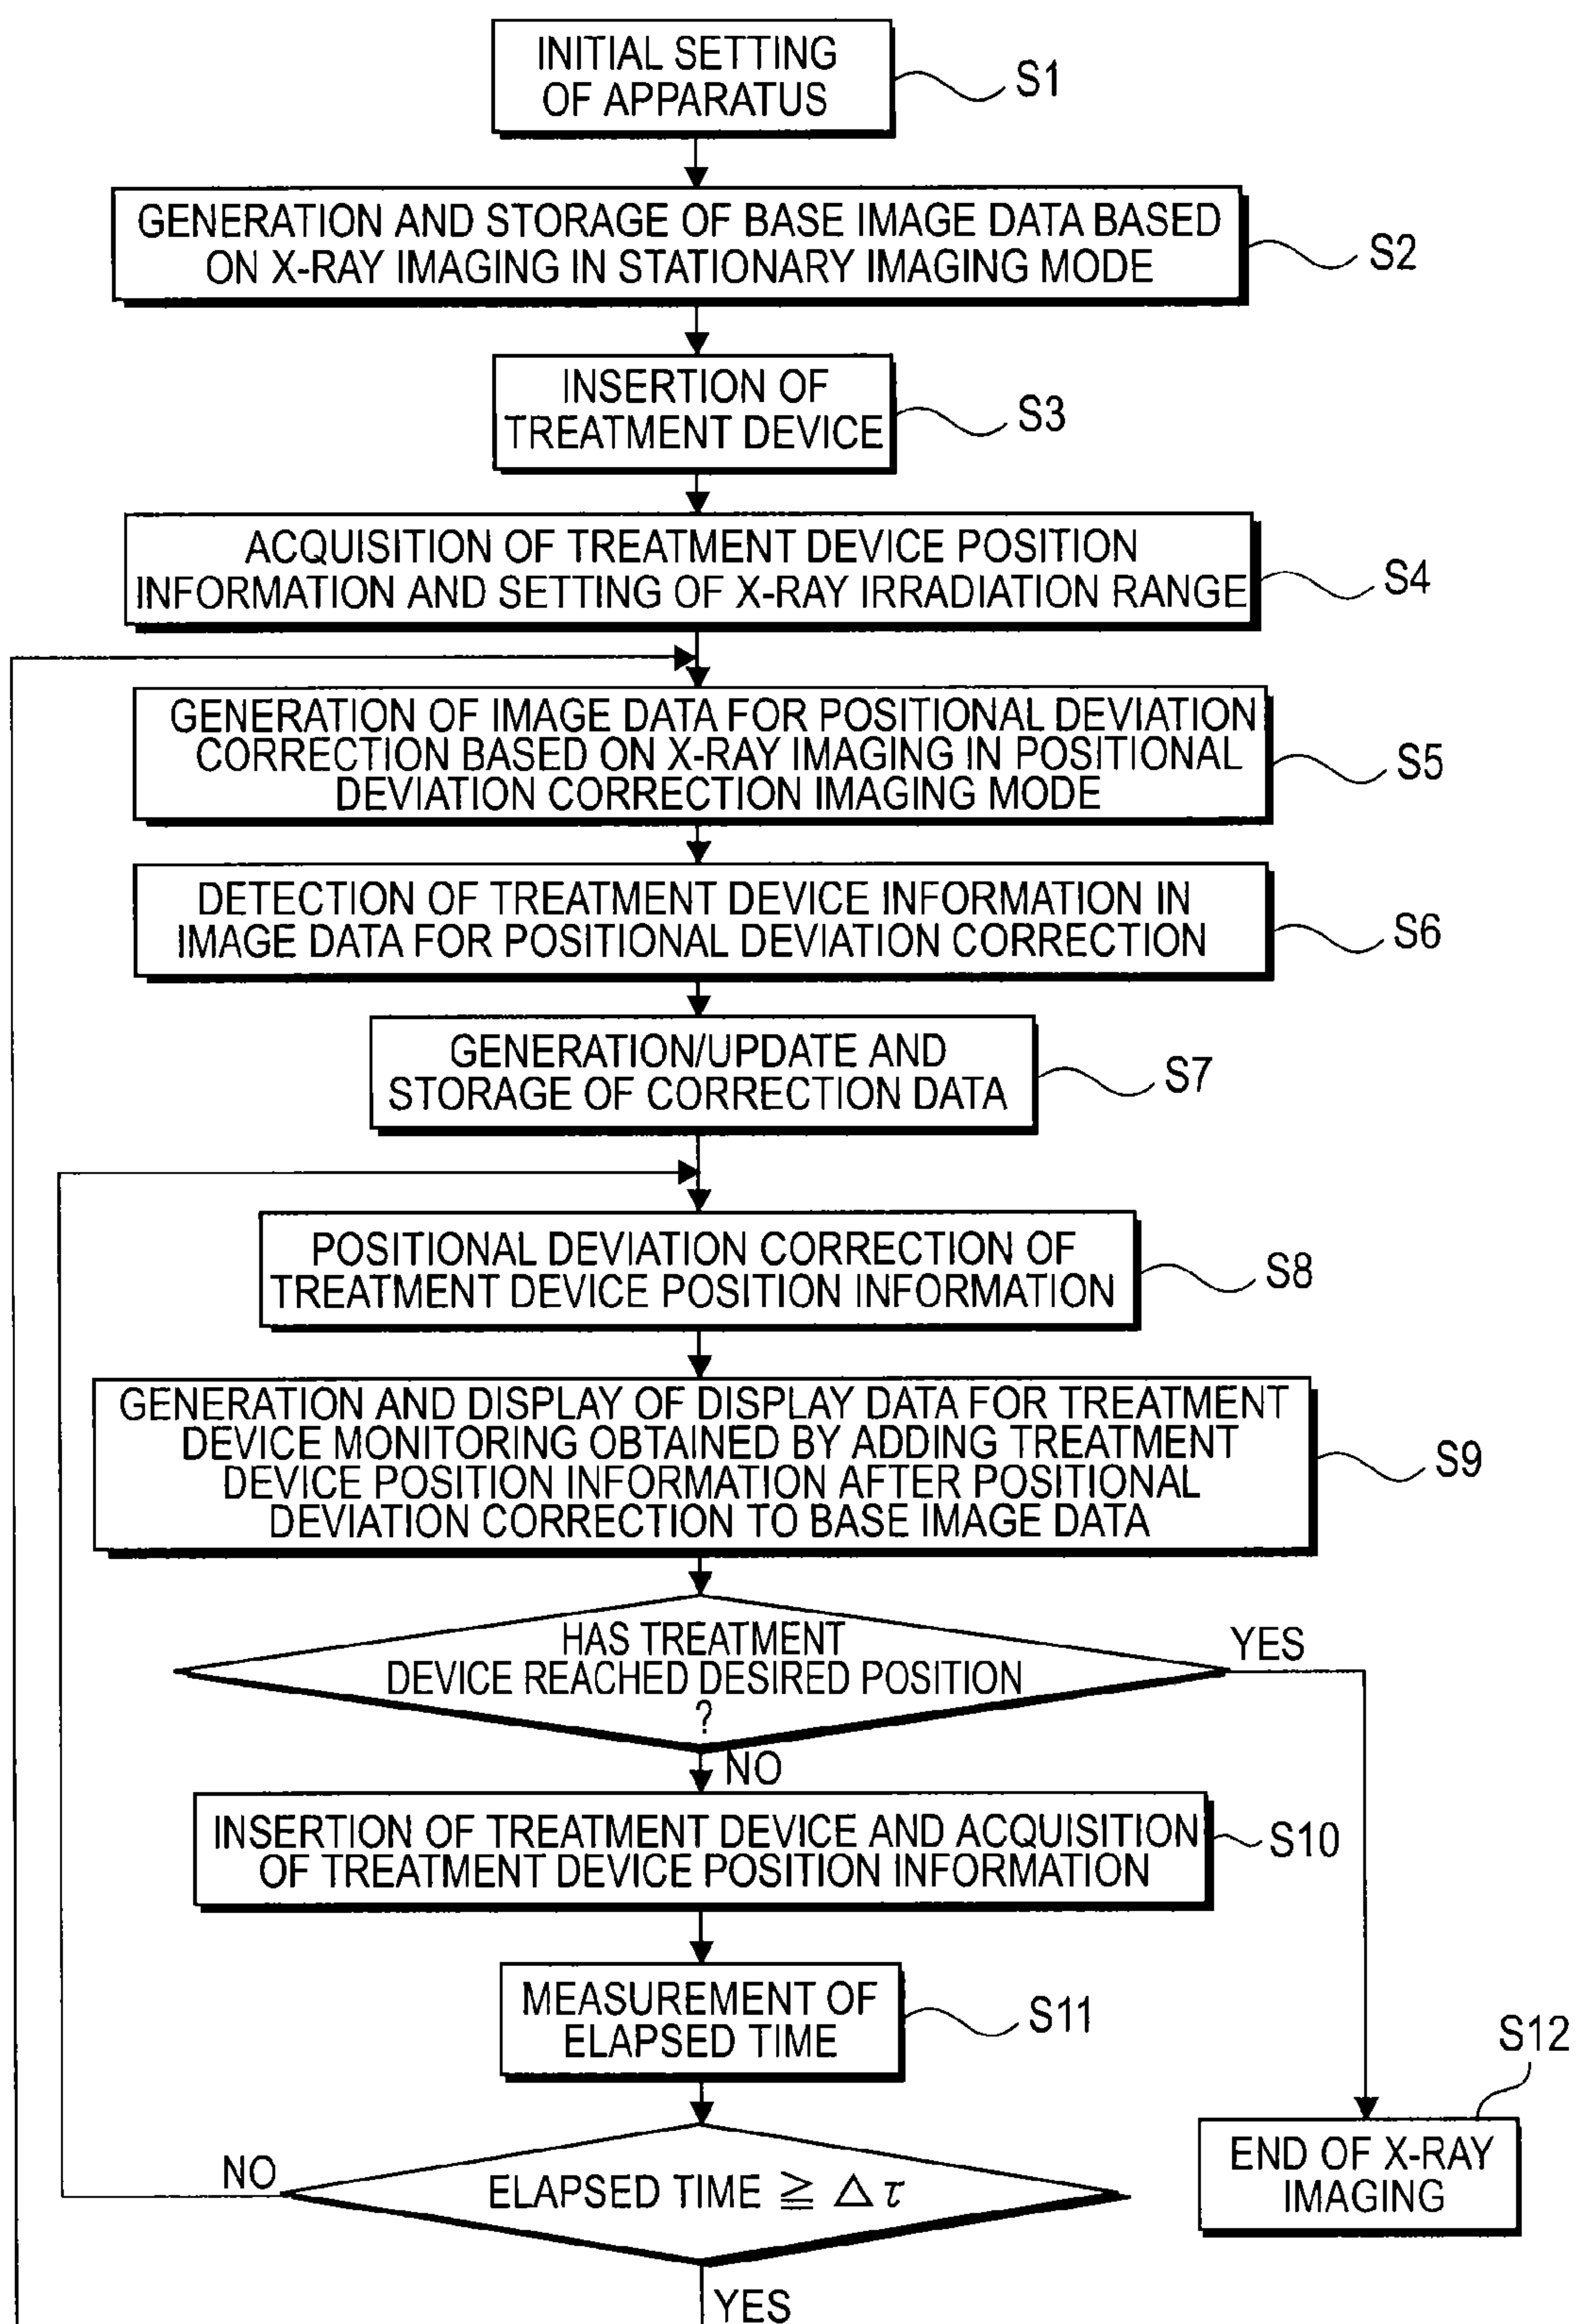 INITIAL SETTING
OF APPARATUS
S1
GENERATION AND STORAGE OF BASE IMAGE DATA BASED
ON X-RAY IMAGING IN STATIONARY IMAGING MODE
S2
INSERTION OF
TREATMENT DEVICE
S3
ACQUISITION OF TREATMENT DEVICE POSITION
INFORMATION AND SETTING OF X-RAY IRRADIATION RANGE
S4
GENERATION OF IMAGE DATA FOR POSITIONAL DEVIATION
CORRECTION BASED ON X-RAY IMAGING IN POSITIONAL
DEVIATION CORRECTION IMAGING MODE
S5
DETECTION OF TREATMENT DEVICE INFORMATION IN
IMAGE DATA FOR POSITIONAL DEVIATION CORRECTION
S6
GENERATION/UPDATE AND
STORAGE OF CORRECTION DATA
S7
POSITIONAL DEVIATION CORRECTION OF
TREATMENT DEVICE POSITION INFORMATION
S8
GENERATION AND DISPLAY OF DISPLAY DATA FOR TREATMENT
DEVICE MONITORING OBTAINED BY ADDING TREATMENT
DEVICE POSITION INFORMATION AFTER POSITIONAL
DEVIATION CORRECTION TO BASE IMAGE DATA
S9
HAS TREATMENT
DEVICE REACHED DESIRED POSITION
?
YES
NO
INSERTION OF TREATMENT DEVICE AND ACQUISITION
OF TREATMENT DEVICE POSITION INFORMATION
S10
MEASUREMENT OF
ELAPSED TIME
S11
S12
END OF X-RAY
IMAGING
NO
ELAPSED TIME ≧ △τ
YES